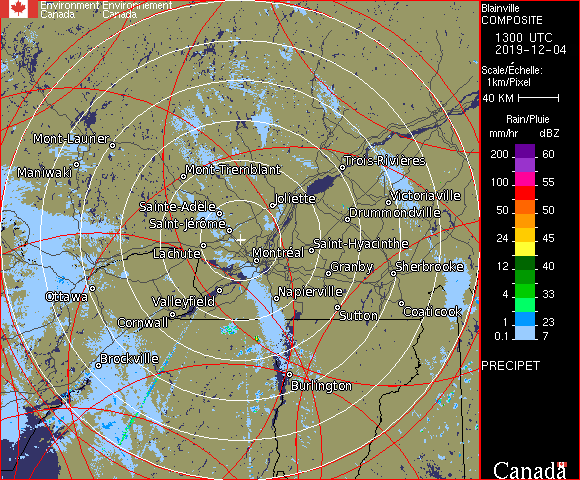 Environment Environnement
Canada Canada
Blainville
COMPOSITE
1300 UTC
2019-12-04
Scale/Échelle:
1km/Pixel
40 KM
Rain/Pluie
mm/hr dBZ
200 60
150 57
100 55
50 50
24 45
12 40
4 33
1 23
0.1 7
PRECIPET
Canada
Mont-Laurier
Maniwaki
Mont-Tremblant
Trois-Rivières
Joliette
Victoriaville
Sainte-Adèle
Drummondville
Saint-Jérôme
Saint-Hyacinthe
Lachute
Montréal
Granby
Sherbrooke
Ottawa
Valleyfield
Napierville
Cornwall
Sutton
Coaticook
Brockville
Burlington